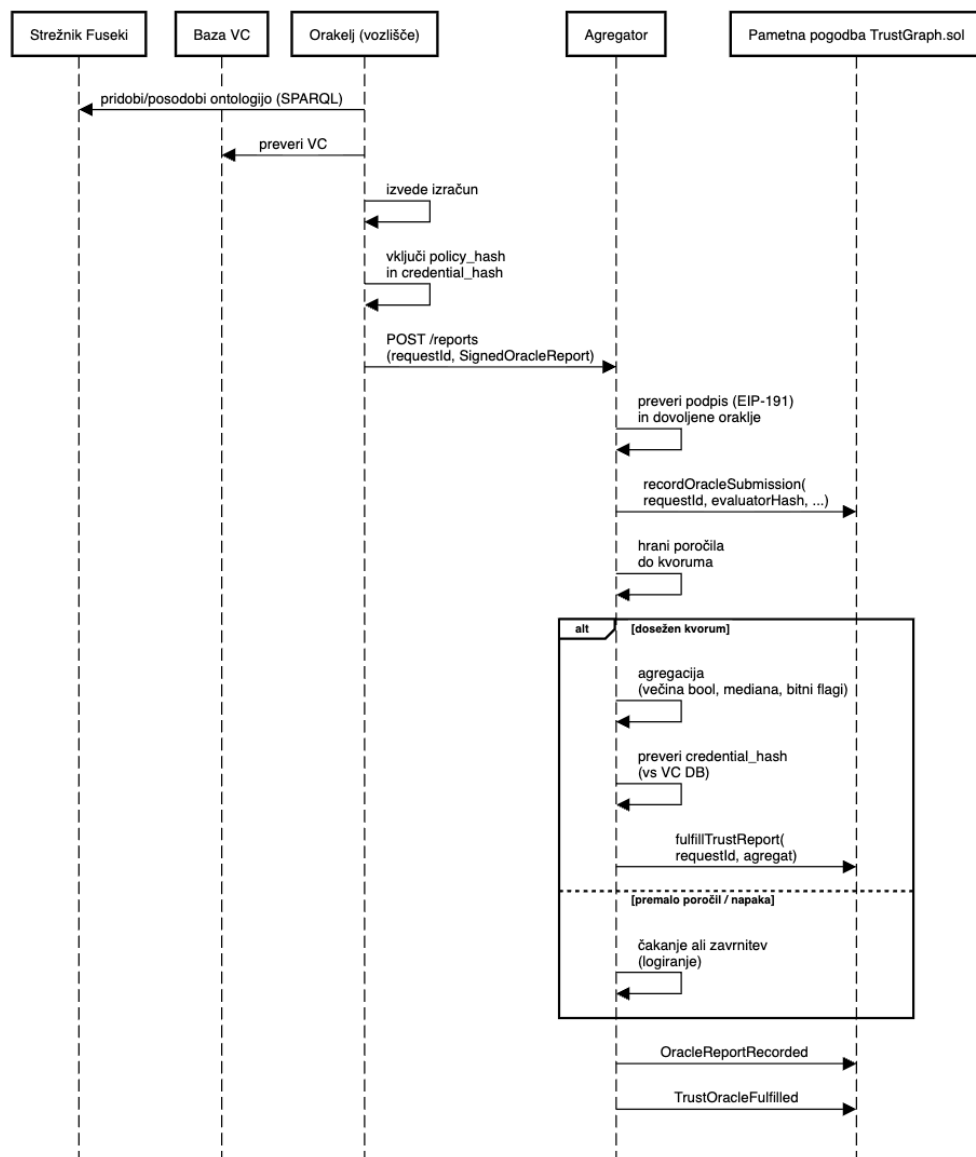 Strežnik Fuseki
Baza VC
Orakelj (vozlišče)
Agregator
Pametna pogodba TrustGraph.sol
pridobi/posodobi ontologijo (SPARQL)
preveri VC
izvede izračun
vključi policy_hash
in credential_hash
POST /reports
(requestId, SignedOracleReport)
preveri podpis (EIP-191)
in dovoljene oraklje
recordOracleSubmission(
requestId, evaluatorHash, ...)
hrani poročila
do kvoruma
alt
[dosežen kvorum]
agregacija
(večina bool, mediana, bitni flagi)
preveri credential_hash
(vs VC DB)
fulfillTrustReport(
requestId, agregat)
[premalo poročil / napaka]
čakanje ali zavrnitev
(logiranje)
OracleReportRecorded
TrustOracleFulfilled